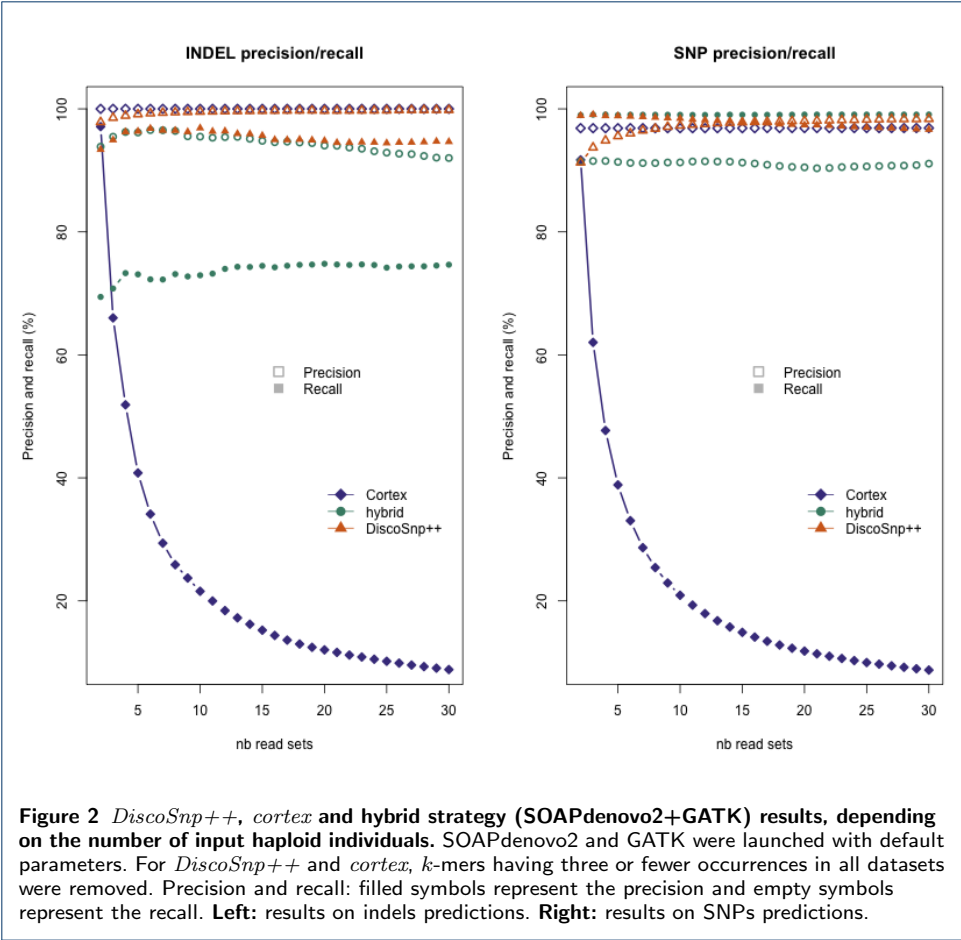 INDEL precision/recall
SNP precision/recall
Precision and recall (%)
100
80
60
40
20
Precision
Recall
Cortex
hybrid
DiscoSnp++
5
10
15
20
25
30
nb read sets
Precision and recall (%)
100
80
60
40
20
Precision
Recall
Cortex
hybrid
DiscoSnp++
5
10
15
20
25
30
nb read sets
Figure 2 DiscoSnp++, cortex and hybrid strategy (SOAPdenovo2+GATK) results, depending
on the number of input haploid individuals. SOAPdenovo2 and GATK were launched with default
parameters. For DiscoSnp++ and cortex, k-mers having three or fewer occurrences in all datasets
were removed. Precision and recall: filled symbols represent the precision and empty symbols
represent the recall. Left: results on indels predictions. Right: results on SNPs predictions.